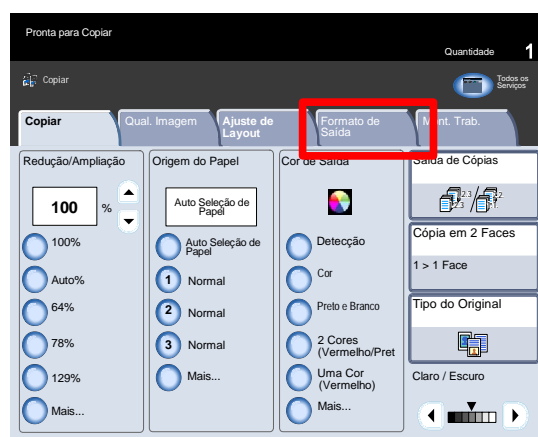 Pronta para Copiar
Quantidade 1
Copiar
Todos os
Serviços
Copiar
Qual. Imagem
Ajuste de
Layout
Formato de
Saída
Mont. Trab.
Redução/Ampliação
100 %
100%
Auto%
64%
78%
129%
Mais...
Origem do Papel
Auto Seleção de
Papel
Auto Seleção de
Papel
1 Normal
2 Normal
3 Normal
Mais...
Cor de Saída
Detecção
Cor
Preto e Branco
2 Cores
(Vermelho/Pret
Uma Cor
(Vermelho)
Mais...
Saída de Cópias
Cópia em 2 Faces
1 > 1 Face
Tipo do Original
Claro / Escuro